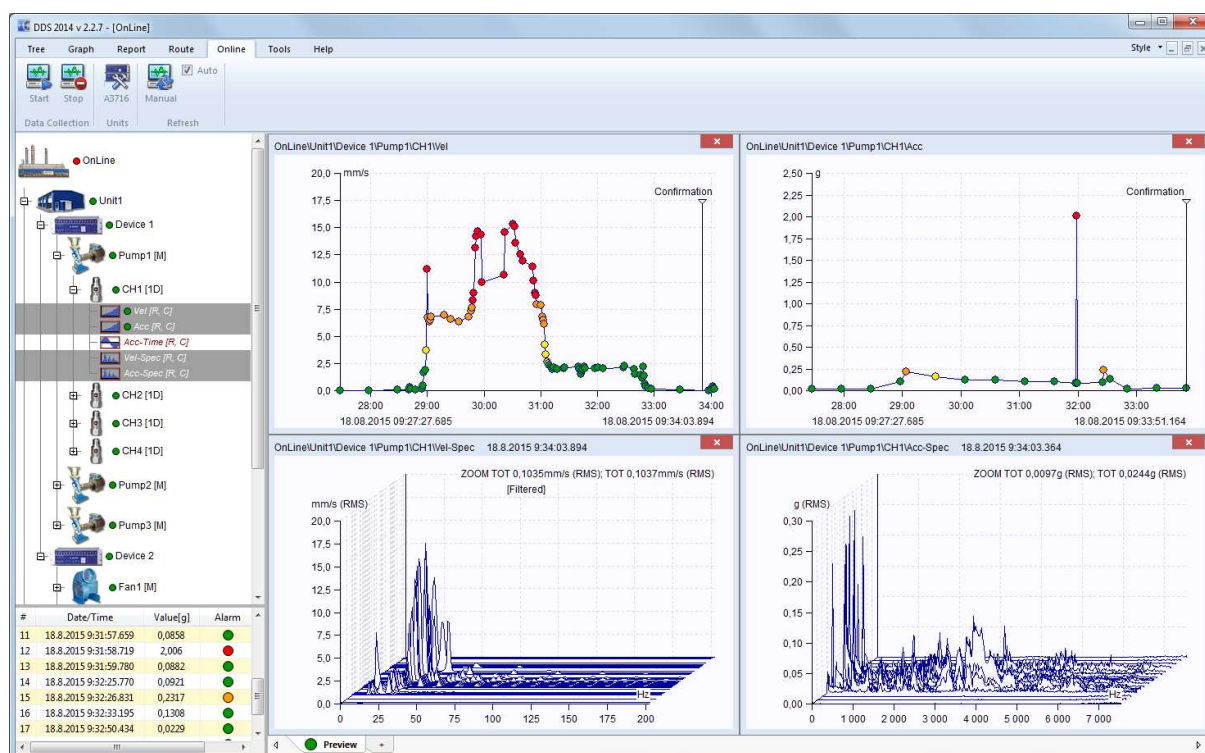 DDS 2014 v 2.2.7 - [OnLine]
Tree Graph Report Route Online Tools Help Style
Auto
Start Stop A3716 Manual
Data Collection Units Refresh
OnLine
Unit1
Device 1
Pump1 [M]
CH1 [1D]
Vel [R, C]
Acc [R, C]
Acc-Time [R, C]
Vel-Spec [R, C]
Acc-Spec [R, C]
CH2 [1D]
CH3 [1D]
CH4 [1D]
Pump2 [M]
Pump3 [M]
Device 2
Fan1 [M]
# Date/Time Value[g] Alarm
11 18.8.2015 9:31:57.659 0,0858
12 18.8.2015 9:31:58.719 2,006
13 18.8.2015 9:31:59.780 0,0882
14 18.8.2015 9:32:25.770 0,0921
15 18.8.2015 9:32:26.831 0,2317
16 18.8.2015 9:32:33.195 0,1308
17 18.8.2015 9:32:50.434 0,0229
OnLine\Unit1\Device 1\Pump1\CH1\Vel
20,0 mm/s
Confirmation
17,5
15,0
12,5
10,0
7,5
5,0
2,5
0,0
28:00 29:00 30:00 31:00 32:00 33:00 34:00
18.08.2015 09:27:27.685 18.08.2015 09:34:03.894
OnLine\Unit1\Device 1\Pump1\CH1\Acc
2,50 g
Confirmation
2,25
2,00
1,75
1,50
1,25
1,00
0,75
0,50
0,25
0,00
28:00 29:00 30:00 31:00 32:00 33:00
18.08.2015 09:27:27.685 18.08.2015 09:33:51.164
OnLine\Unit1\Device 1\Pump1\CH1\Vel-Spec 18.8.2015 9:34:03.894
ZOOM TOT 0,1035mm/s (RMS); TOT 0,1037mm/s (RMS)
[Filtered]
mm/s (RMS)
20,0
17,5
15,0
12,5
10,0
7,5
5,0
2,5
0,0
Hz
0 25 50 75 100 125 150 175 200
OnLine\Unit1\Device 1\Pump1\CH1\Acc-Spec 18.8.2015 9:34:03.364
ZOOM TOT 0,0097g (RMS); TOT 0,0244g (RMS)
g (RMS)
0,30
0,25
0,20
0,15
0,10
0,05
0,00
Hz
0 1 000 2 000 3 000 4 000 5 000 6 000 7 000
Preview +